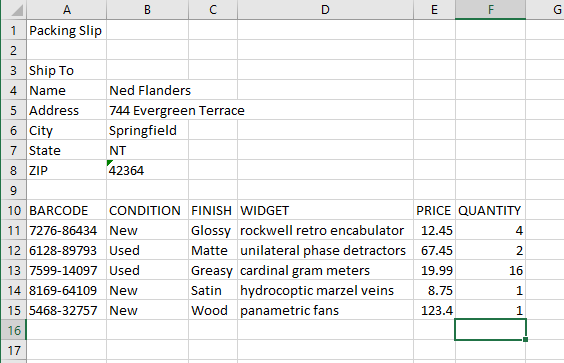 A B C D E F G
1 Packing Slip
2
3 Ship To
4 Name Ned Flanders
5 Address 744 Evergreen Terrace
6 City Springfield
7 State NT
8 ZIP 42364
9
10 BARCODE CONDITION FINISH WIDGET PRICE QUANTITY
11 7276-86434 New Glossy rockwell retro encabulator 12.45 4
12 6128-89793 Used Matte unilateral phase detractors 67.45 2
13 7599-14097 Used Greasy cardinal gram meters 19.99 16
14 8169-64109 New Satin hydrocoptic marzel veins 8.75 1
15 5468-32757 New Wood panametric fans 123.4 1
16
17